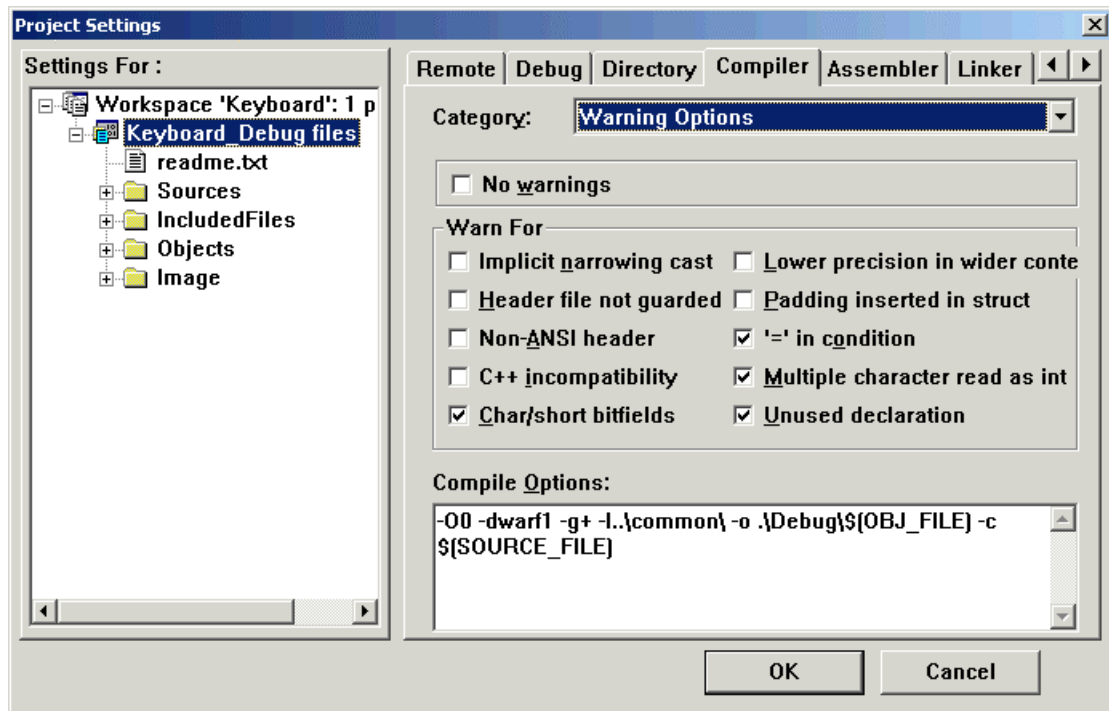 Project Settings
Settings For :
Workspace 'Keyboard': 1 p
Keyboard_Debug files
readme.txt
Sources
IncludedFiles
Objects
Image
Remote Debug Directory Compiler Assembler Linker
Category: Warning Options
No warnings
Warn For
Implicit narrowing cast Lower precision in wider conte
Header file not guarded Padding inserted in struct
Non-ANSI header '=' in condition
C++ incompatibility Multiple character read as int
Char/short bitfields Unused declaration
Compile Options:
-O0 -dwarf1 -g+ -I..\common\ -o .\Debug\$(OBJ_FILE) -c
$(SOURCE_FILE)
OK Cancel